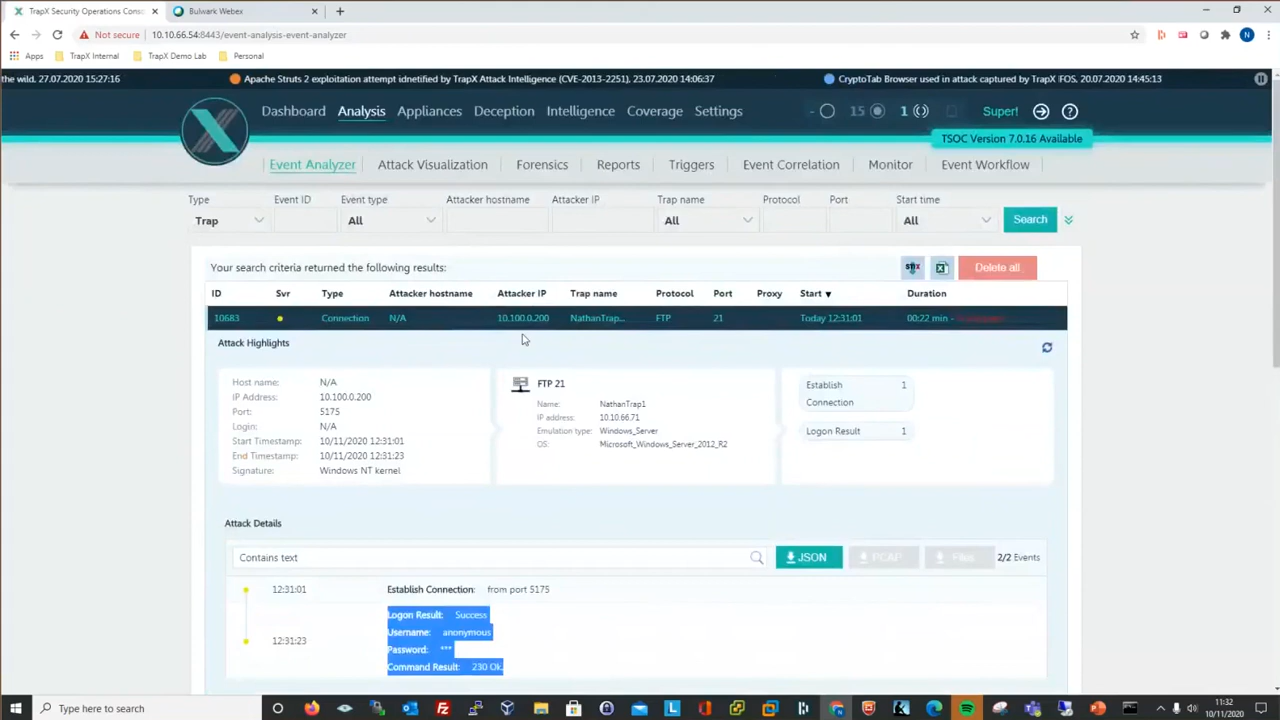 TrapX Security Operations Conso
Bulwark Webex
Not secure 10.10.66.54:8443/event-analysis-event-analyzer
Apps TrapX Internal TrapX Demo Lab Personal
the wild, 27.07.2020 15:27:16 Apache Struts 2 exploitation attempt idnetified by TrapX Attack Intelligence (CVE-2013-2251), 23.07.2020 14:06:37 CryptoTab Browser used in attack captured by TrapX IFOS, 20.07.2020 14:45:13
Dashboard Analysis Appliances Deception Intelligence Coverage Settings - 15 1 Super!
TSOC Version 7.0.16 Available
Event Analyzer Attack Visualization Forensics Reports Triggers Event Correlation Monitor Event Workflow
Type Event ID Event type Attacker hostname Attacker IP Trap name Protocol Port Start time
Trap All All All Search
Your search criteria returned the following results: Delete all
ID Svr Type Attacker hostname Attacker IP Trap name Protocol Port Proxy Start Duration
10683 Connection N/A 10.100.0.200 NathanTrap... FTP 21 Today 12:31:01 00:22 min -
Attack Highlights
Host name: N/A
IP Address: 10.100.0.200
Port: 5175
Login: N/A
Start Timestamp: 10/11/2020 12:31:01
End Timestamp: 10/11/2020 12:31:23
Signature: Windows NT kernel
FTP 21
Name: NathanTrap1
IP address: 10.10.66.71
Emulation type: Windows_Server
OS: Microsoft_Windows_Server_2012_R2
Establish 1
Connection
Logon Result 1
Attack Details
Contains text JSON PCAP Files 2/2 Events
12:31:01 Establish Connection: from port 5175
Logon Result: Success
Username: anonymous
12:31:23
Password: ***
Command Result: 230 Ok.
Type here to search
11:32
10/11/2020